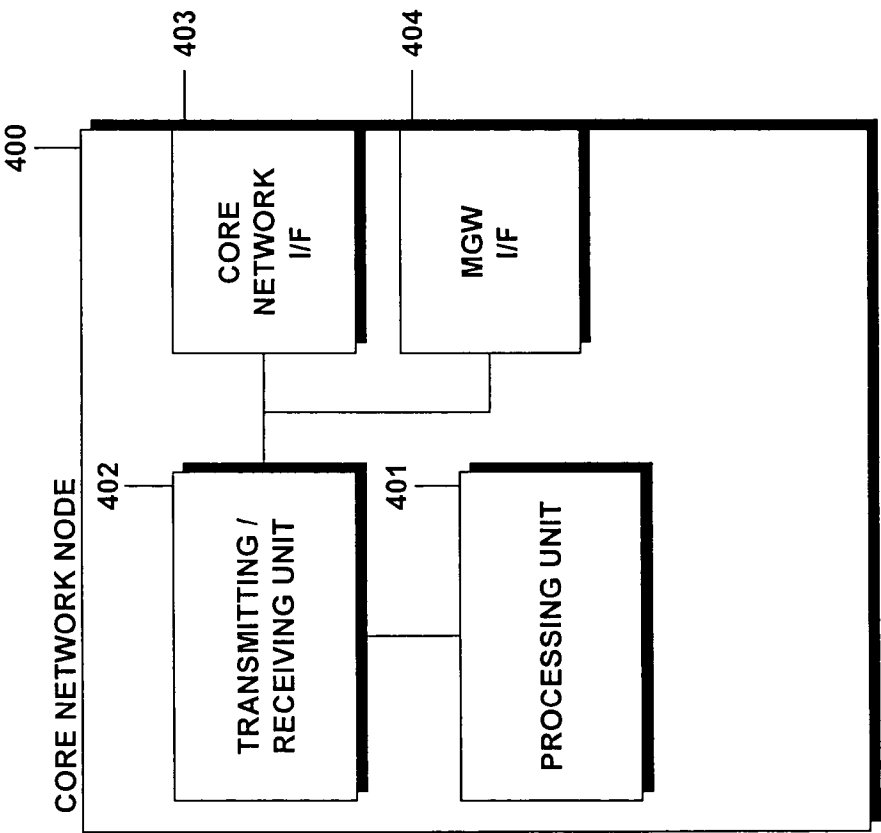 CORE NETWORK NODE
400
402
TRANSMITTING /
RECEIVING UNIT
401
PROCESSING UNIT
CORE
NETWORK
I/F
403
MGW
I/F
404